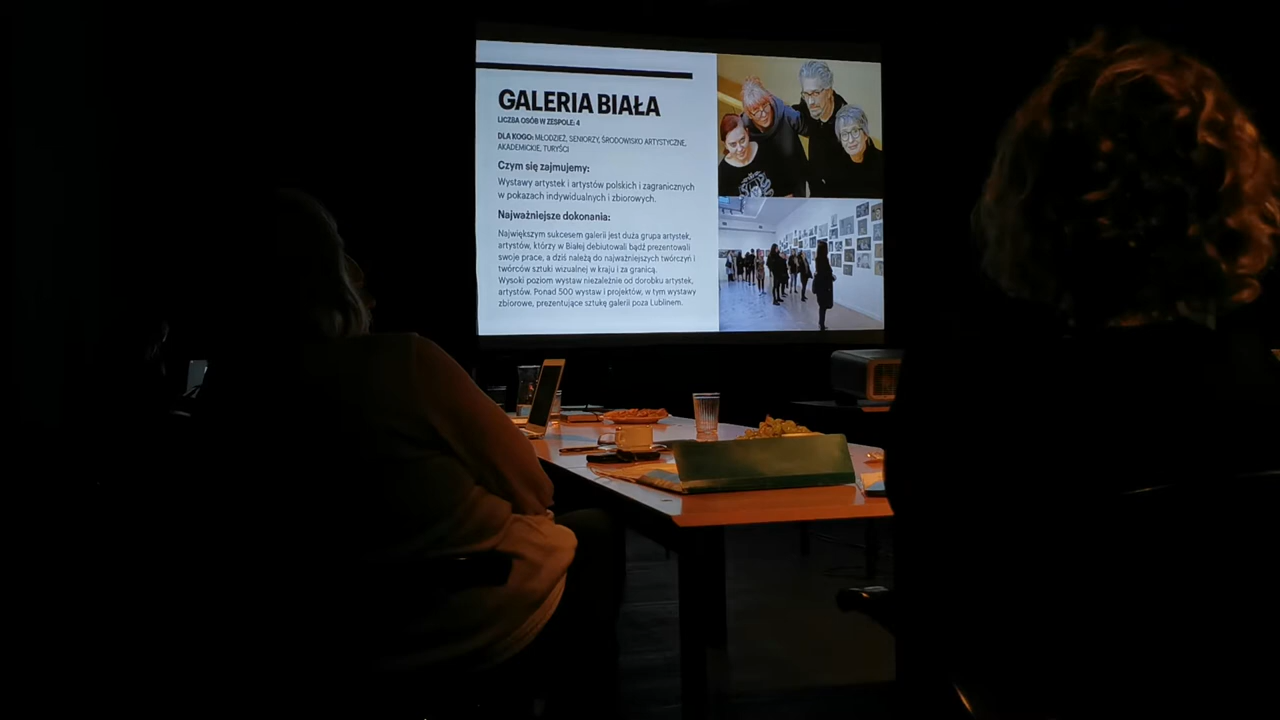 GALERIA BIAŁA
LICZBA OSÓB W ZESPOLE: 4
DLA KOGO: MŁODZIEŻ, SENIORZY, ŚRODOWISKO ARTYSTYCZNE,
AKADEMICKIE, TURYŚCI
Czym się zajmujemy:
Wystawy artystek i artystów polskich i zagranicznych
w pokazach indywidualnych i zbiorowych.
Najważniejsze dokonania:
Największym sukcesem galerii jest duża grupa artystek,
artystów, którzy w Białej debiutowali bądź prezentowali
swoje prace, a dziś należą do najważniejszych twórczyń i
twórców sztuki wizualnej w kraju i za granicą.
Wysoki poziom wystaw niezależnie od dorobku artystek,
artystów. Ponad 500 wystaw i projektów, w tym wystawy
zbiorowe, prezentujące sztukę galerii poza Lublinem.